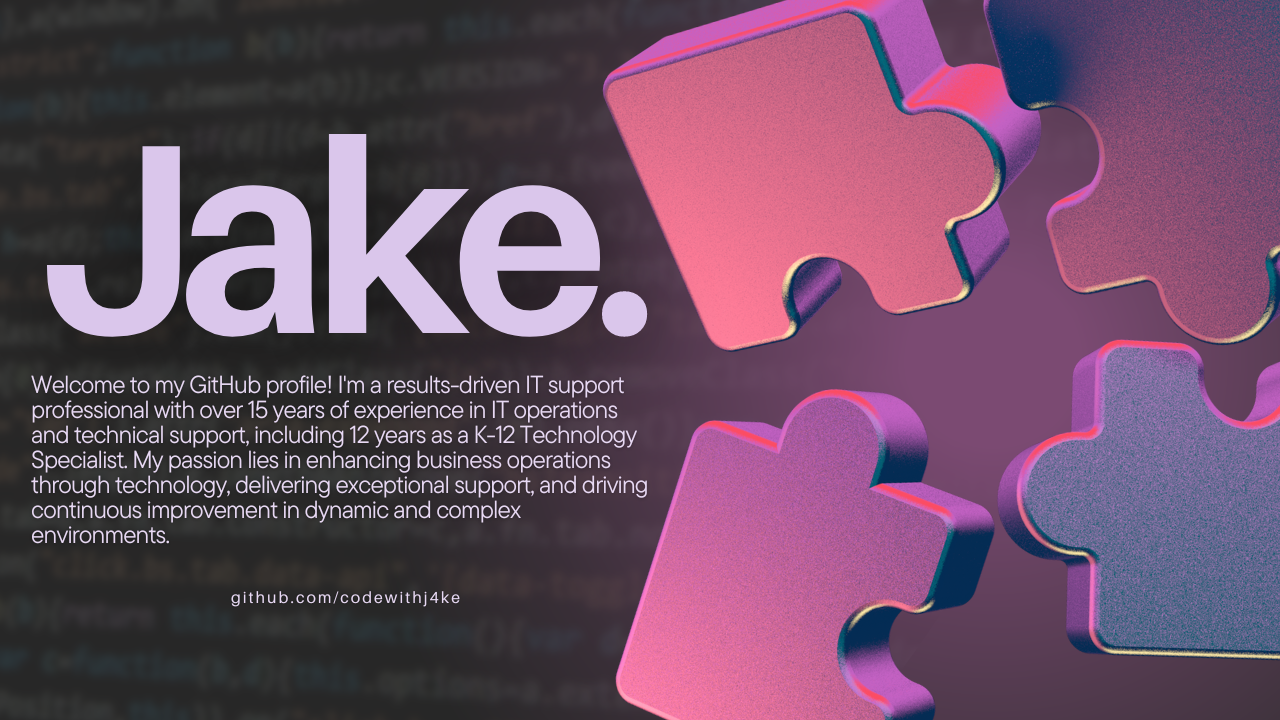 Jake.
Welcome to my GitHub profile! I'm a results-driven IT support
professional with over 15 years of experience in IT operations
and technical support, including 12 years as a K-12 Technology
Specialist. My passion lies in enhancing business operations
through technology, delivering exceptional support, and driving
continuous improvement in dynamic and complex
environments.
github.com/codewithj4ke